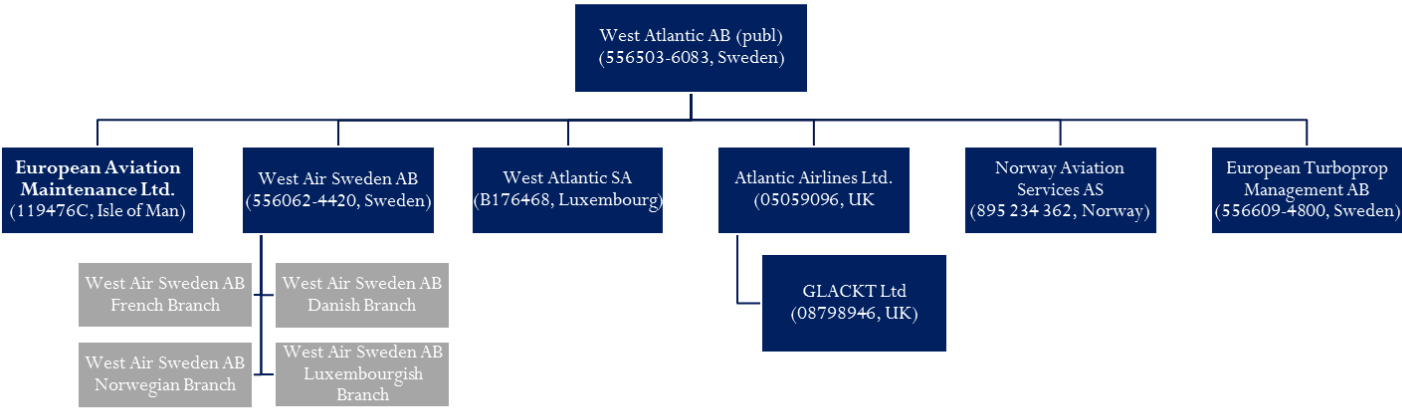 West Atlantic AB (publ)
(556503-6083, Sweden)
European Aviation
Maintenance Ltd.
(119476C, Isle of Man)
West Air Sweden AB
(556062-4420, Sweden)
West Atlantic SA
(B176468, Luxembourg)
Atlantic Airlines Ltd.
(05059096, UK
Norway Aviation
Services AS
(895 234 362, Norway)
European Turboprop
Management AB
(556609-4800, Sweden)
West Air Sweden AB
French Branch
West Air Sweden AB
Danish Branch
West Air Sweden AB
Norwegian Branch
West Air Sweden AB
Luxembourgish
Branch
GLACKT Ltd
(08798946, UK)